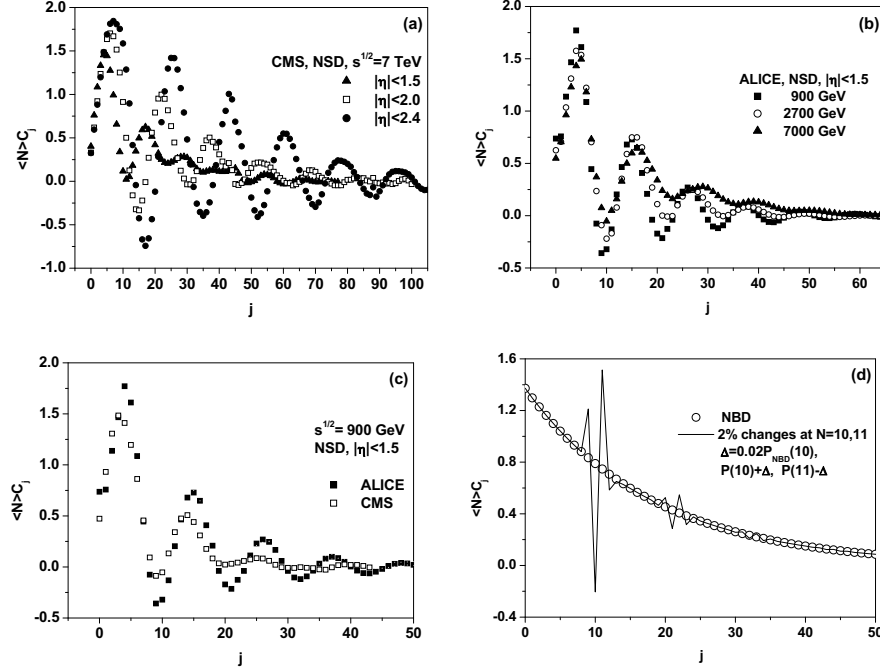 (a)
CMS, NSD, s^{1/2}=7 TeV
|η|<1.5
|η|<2.0
|η|<2.4
<N>C_j
2.0
1.5
1.0
0.5
0.0
-0.5
-1.0
0 10 20 30 40 50 60 70 80 90 100
j
(b)
ALICE, NSD, |η|<1.5
900 GeV
2700 GeV
7000 GeV
<N>C_j
2.0
1.5
1.0
0.5
0.0
-0.5
0 10 20 30 40 50 60
j
(c)
s^{1/2}= 900 GeV
NSD, |η|<1.5
ALICE
CMS
<N>C_j
2.0
1.5
1.0
0.5
0.0
-0.5
0 10 20 30 40 50
j
(d)
NBD
2% changes at N=10,11
Δ=0.02P_{NBD}(10),
P(10)+Δ, P(11)-Δ
<N>C_j
1.6
1.2
0.8
0.4
0.0
-0.4
0 10 20 30 40 50
j